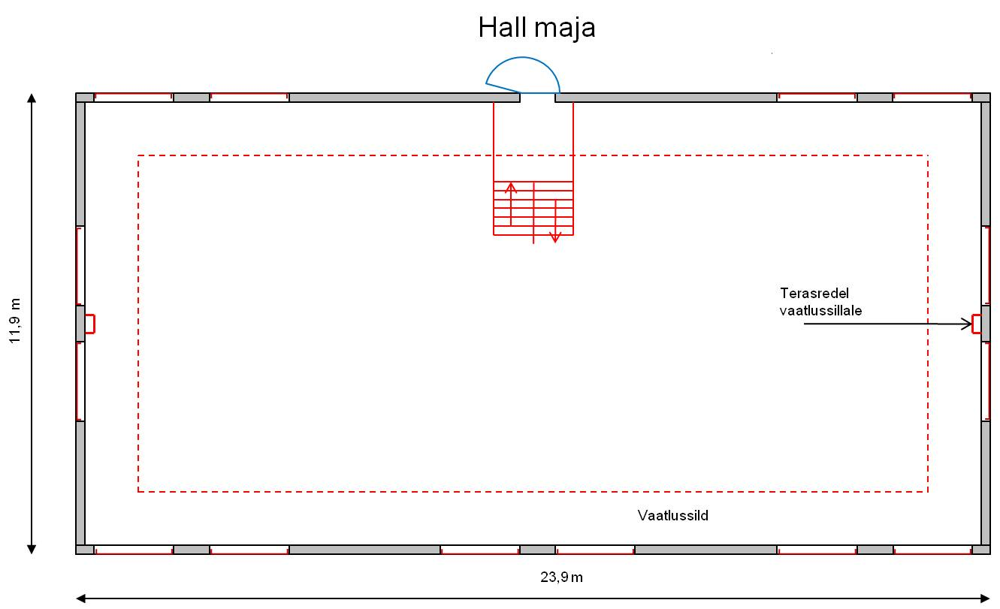 Hall maja
11,9 m
Terasredel
vaatlussillale
Vaatlussild
23,9 m